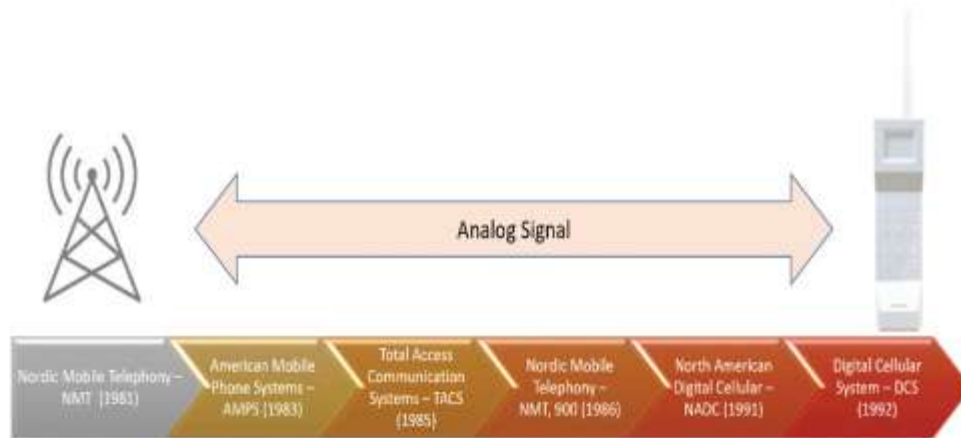 Analog Signal
Nordic Mobile Telephony –
NMT (1981)
American Mobile
Phone Systems –
AMPS (1983)
Total Access
Communication
Systems – TACS
(1985)
Nordic Mobile
Telephony –
NMT, 900 (1986)
North American
Digital Cellular –
NADC (1991)
Digital Cellular
System – DCS
(1992)